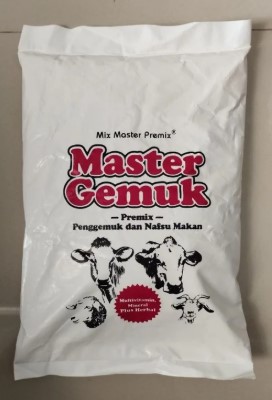 Mix Master Premix®
Master
Gemuk
— Premix —
Penggemuk dan Nafsu Makan
Multivitamin,
Mineral
Plus Herbal